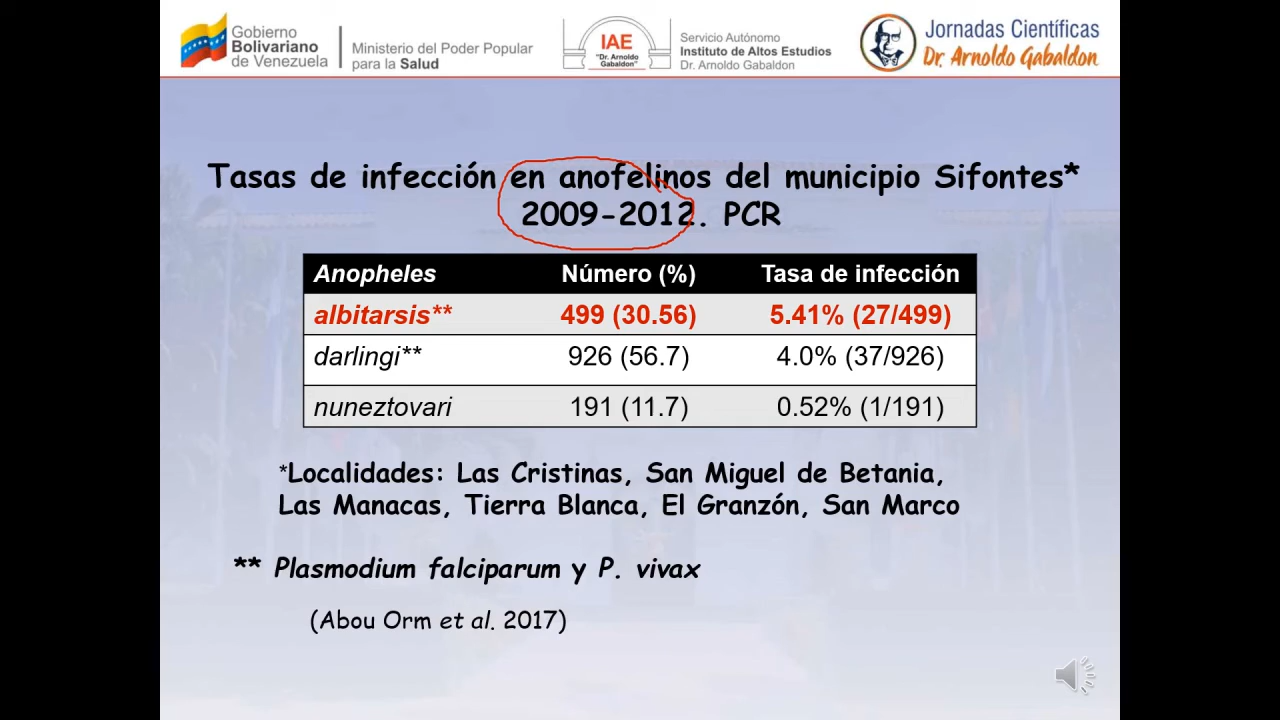 Gobierno
Bolivariano
de Venezuela
Ministerio del Poder Popular
para la Salud
IAE
"Dr. Arnoldo
Gabaldon"
Servicio Autónomo
Instituto de Altos Estudios
Dr. Arnoldo Gabaldon
Jornadas Científicas
Dr. Arnoldo Gabaldon
Tasas de infección en anofelinos del municipio Sifontes*
2009-2012. PCR
Anopheles Número (%) Tasa de infección
albitarsis** 499 (30.56) 5.41% (27/499)
darlingi** 926 (56.7) 4.0% (37/926)
nuneztovari 191 (11.7) 0.52% (1/191)
*Localidades: Las Cristinas, San Miguel de Betania,
Las Manacas, Tierra Blanca, El Granzón, San Marco
** Plasmodium falciparum y P. vivax
(Abou Orm et al. 2017)